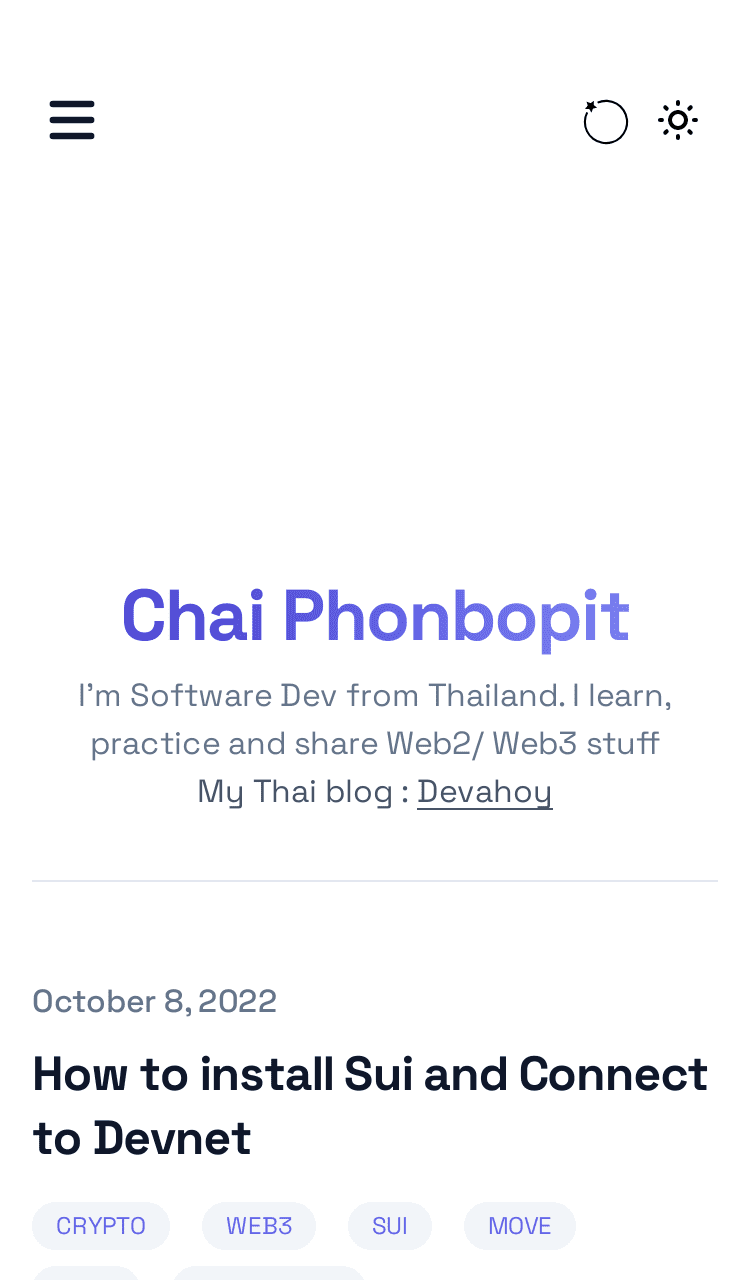 Chai Phonbopit
I’m Software Dev from Thailand. I learn,
practice and share Web2/ Web3 stuff
My Thai blog : Devahoy
October 8, 2022
How to install Sui and Connect
to Devnet
CRYPTO WEB3 SUI MOVE